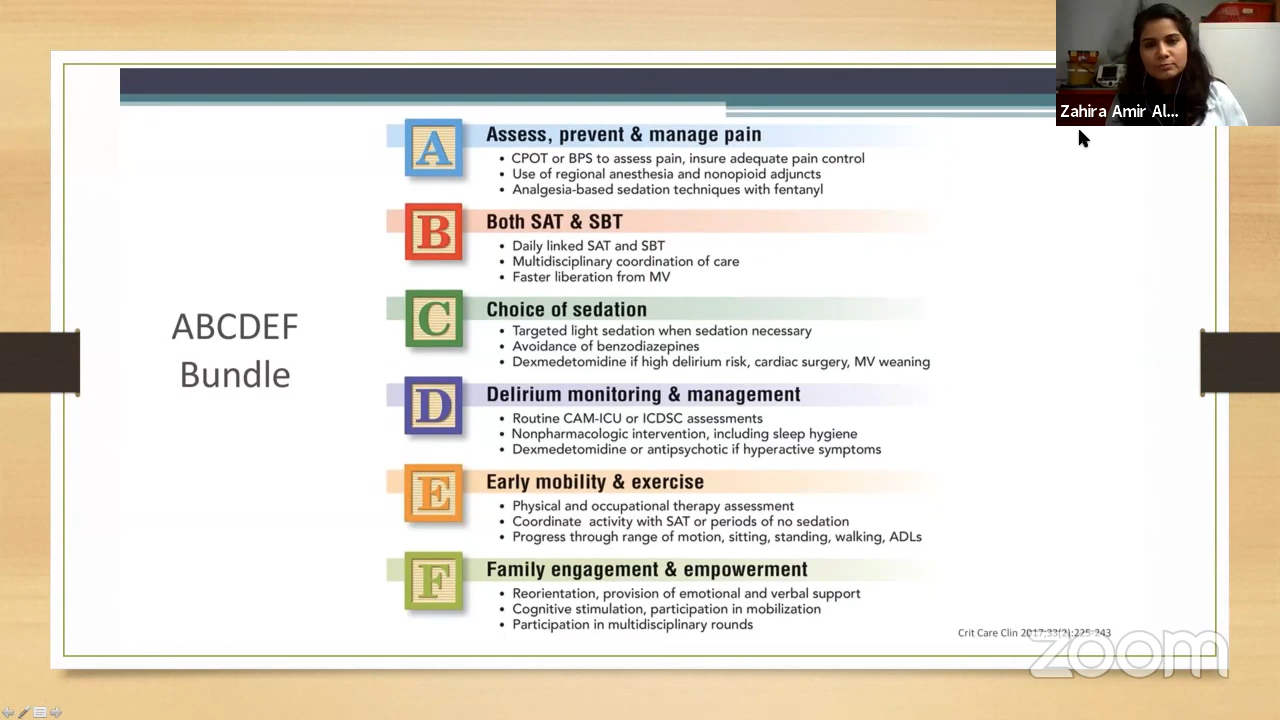 Zahira Amir Al...
ABCDEF
Bundle
A
Assess, prevent & manage pain
• CPOT or BPS to assess pain, insure adequate pain control
• Use of regional anesthesia and nonopioid adjuncts
• Analgesia-based sedation techniques with fentanyl
B
Both SAT & SBT
• Daily linked SAT and SBT
• Multidisciplinary coordination of care
• Faster liberation from MV
C
Choice of sedation
• Targeted light sedation when sedation necessary
• Avoidance of benzodiazepines
• Dexmedetomidine if high delirium risk, cardiac surgery, MV weaning
D
Delirium monitoring & management
• Routine CAM-ICU or ICDSC assessments
• Nonpharmacologic intervention, including sleep hygiene
• Dexmedetomidine or antipsychotic if hyperactive symptoms
E
Early mobility & exercise
• Physical and occupational therapy assessment
• Coordinate activity with SAT or periods of no sedation
• Progress through range of motion, sitting, standing, walking, ADLs
F
Family engagement & empowerment
• Reorientation, provision of emotional and verbal support
• Cognitive stimulation, participation in mobilization
• Participation in multidisciplinary rounds
Crit Care Clin 2017;33(2):225-243
zoom